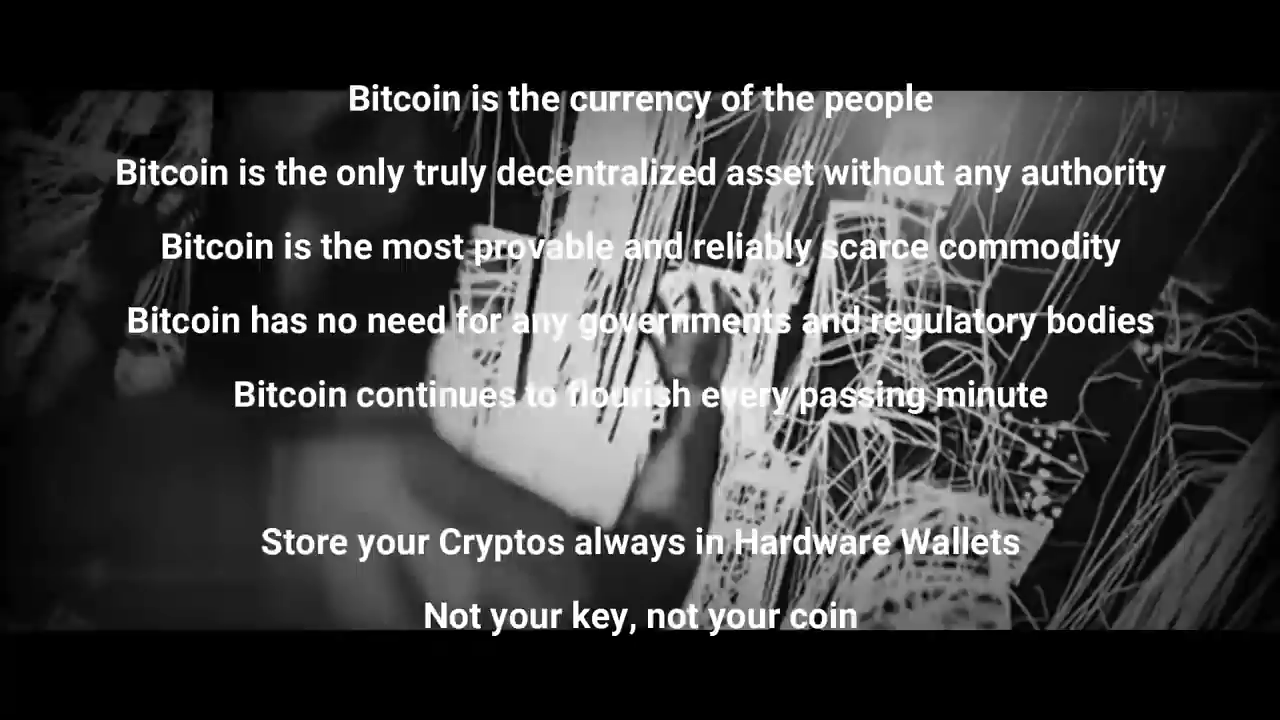 Bitcoin is the currency of the people
Bitcoin is the only truly decentralized asset without any authority
Bitcoin is the most provable and reliably scarce commodity
Bitcoin has no need for any governments and regulatory bodies
Bitcoin continues to flourish every passing minute
Store your Cryptos always in Hardware Wallets
Not your key, not your coin